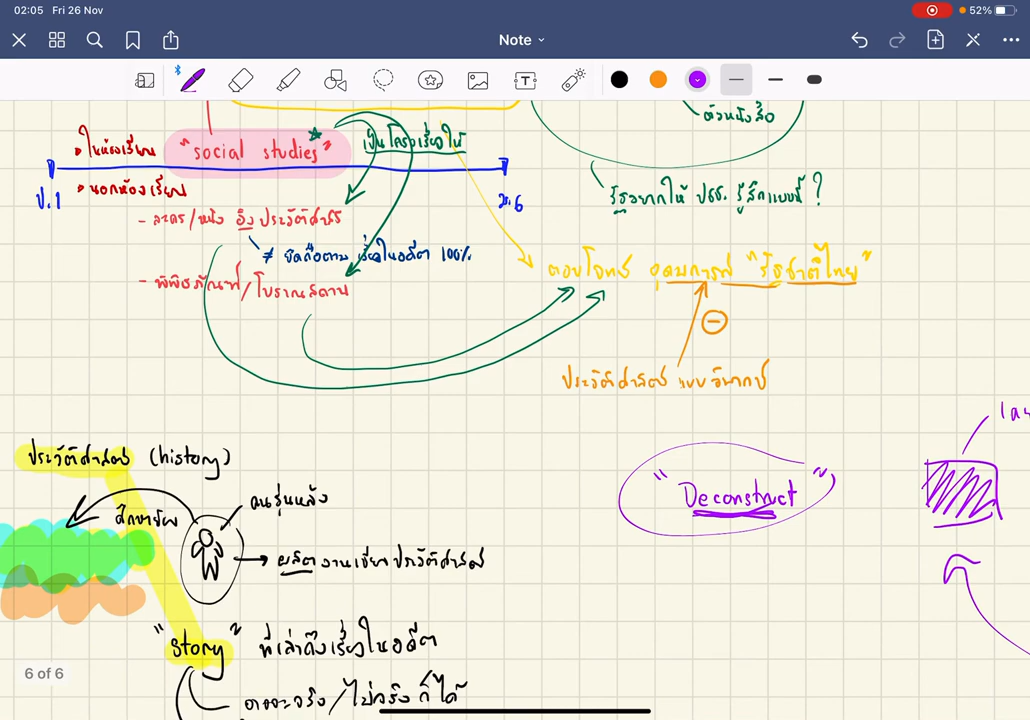 02:05 Fri 26 Nov
52%
Note
ตัวหนังสือ
• ในห้องเรียน
"social studies"
เป็นโครงเรื่องให้
ป.1
• นอกห้องเรียน
ม.6
รัฐอยากให้ ปชช. รู้สึกแบบนี้ ?
- ละคร/หนัง อิงประวัติศาสตร์
≠ ยึดถือตาม เรื่องในอดีต 100%
ตอบโจทย์ อุดมการณ์ "รัฐชาติไทย"
- พิพิธภัณฑ์/โบราณสถาน
ประวัติศาสตร์ แบบวิพากษ์
ประวัติศาสตร์ (history)
"Deconstruct"
คนรุ่นหลัง
ศึกษาย้อน
ผลิตงานเขียนประวัติศาสตร์
"story" ที่เล่าถึงเรื่องในอดีต
6 of 6
อาจจะจริง/ไม่จริง ก็ได้